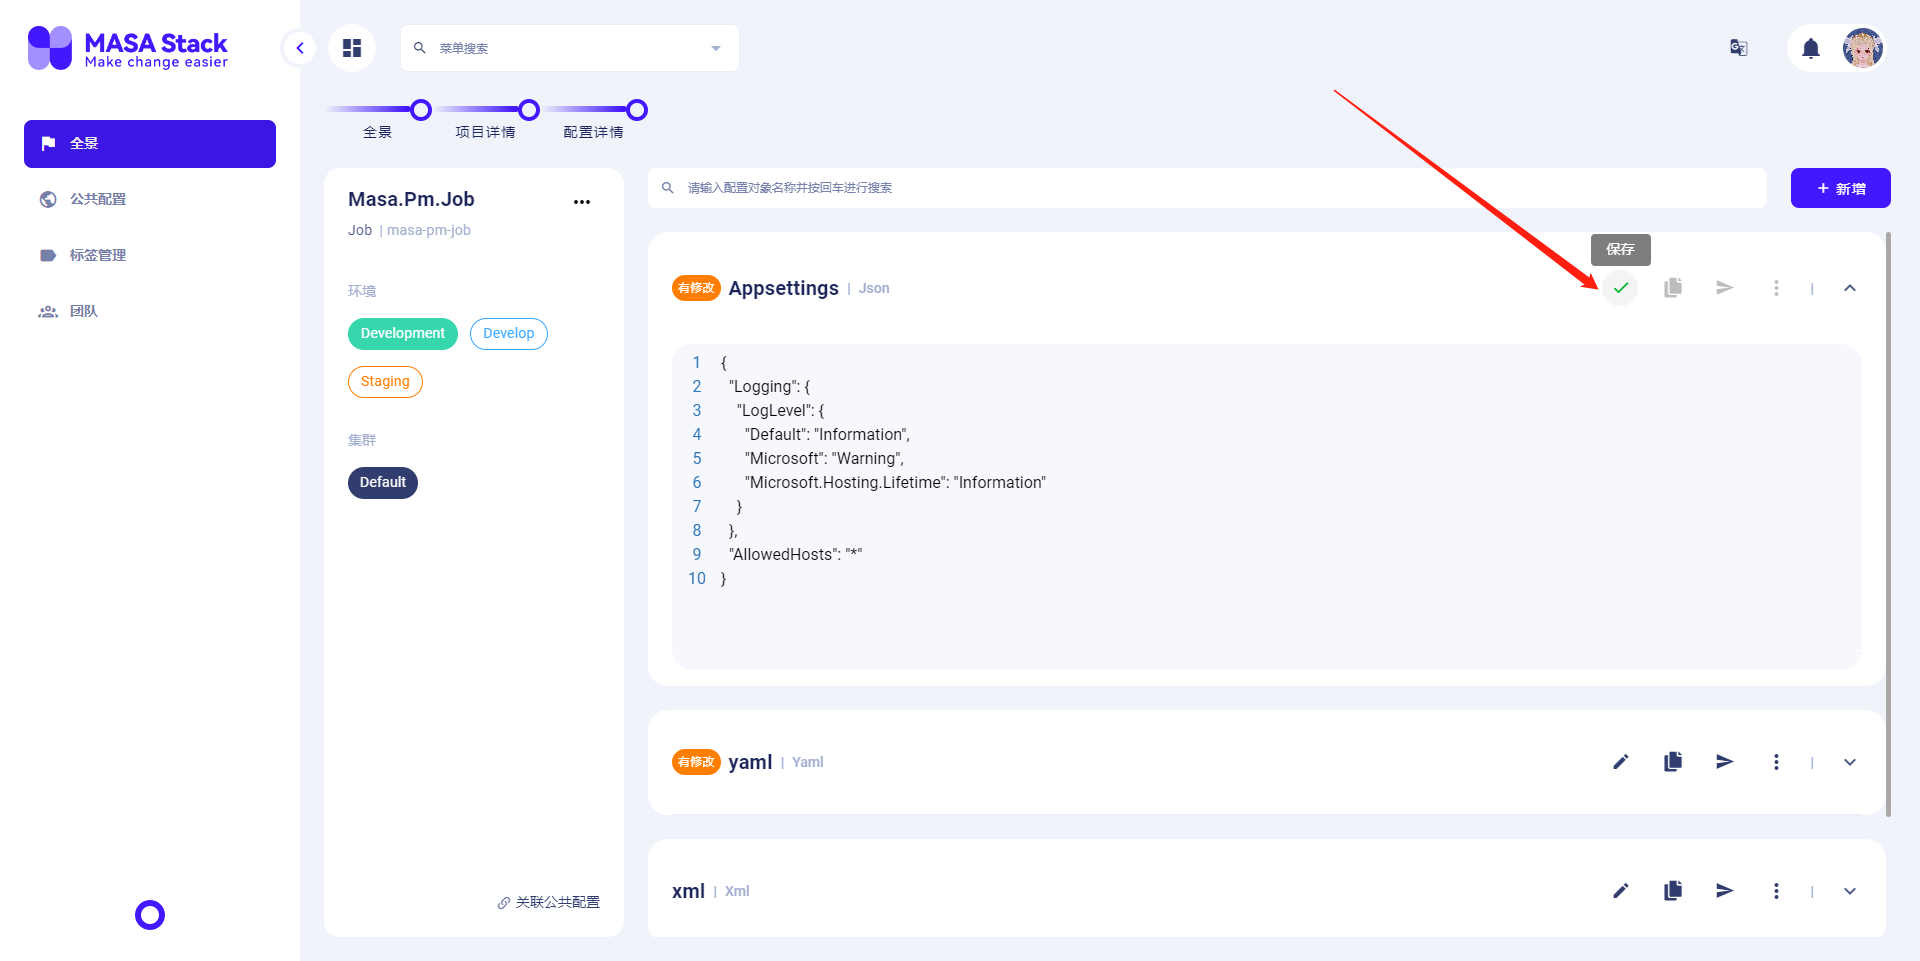 MASA Stack
Make change easier
菜单搜索
全景
公共配置
标签管理
团队
全景
项目详情
配置详情
Masa.Pm.Job
Job | masa-pm-job
环境
Development
Develop
Staging
集群
Default
关联公共配置
请输入配置对象名称并按回车进行搜索
+ 新增
保存
有修改 Appsettings | Json
1 {
2 "Logging": {
3 "LogLevel": {
4 "Default": "Information",
5 "Microsoft": "Warning",
6 "Microsoft.Hosting.Lifetime": "Information"
7 }
8 },
9 "AllowedHosts": "*"
10 }
有修改 yaml | Yaml
xml | Xml